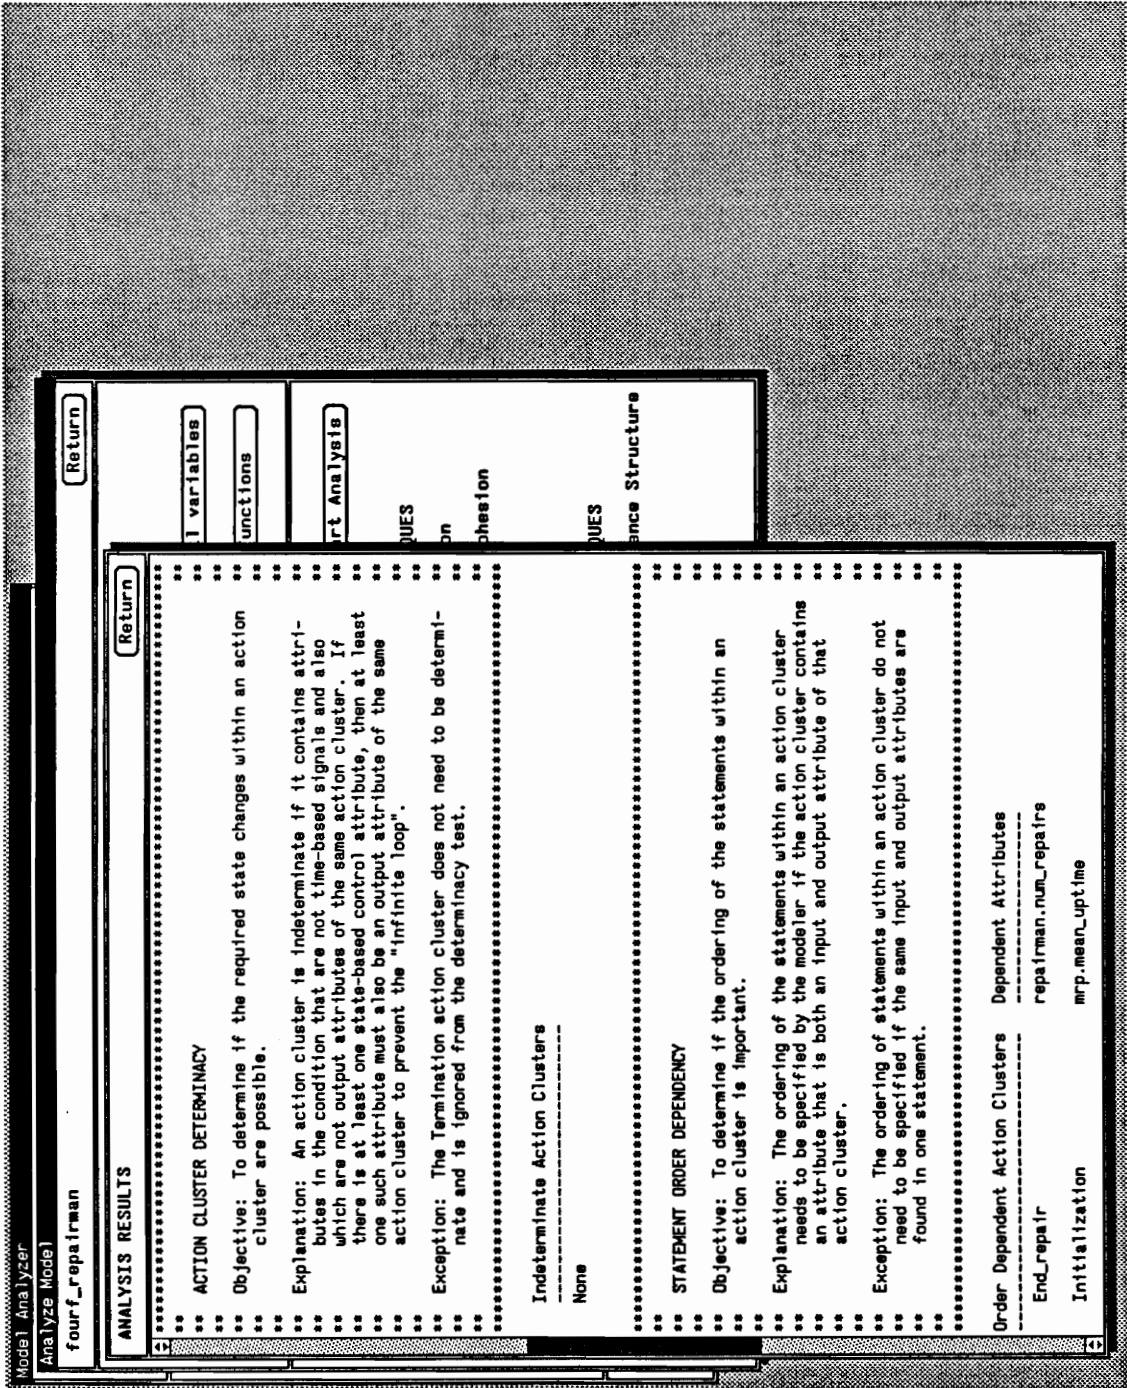 Model Analyzer
Analyze Model
fourf_repairman
Return
l variables
unctions
rt Analysis
QUES
on
ohesion
QUES
ence Structure
ANALYSIS RESULTS
Return
** ACTION CLUSTER DETERMINACY **
** **
** Objective: To determine if the required state changes within an action **
** cluster are possible. **
** **
** Explanation: An action cluster is indeterminate if it contains attri- **
** butes in the condition that are not time-based signals and also **
** which are not output attributes of the same action cluster. If **
** there is at least one state-based control attribute, then at least **
** one such attribute must also be an output attribute of the same **
** action cluster to prevent the "infinite loop". **
** **
** Exception: The Termination action cluster does not need to be determi- **
** nate and is ignored from the determinacy test. **
** **
Indeterminate Action Clusters
-----------------------------
None
** **
** STATEMENT ORDER DEPENDENCY **
** **
** Objective: To determine if the ordering of the statements within an **
** action cluster is important. **
** **
** Explanation: The ordering of the statements within an action cluster **
** needs to be specified by the modeler if the action cluster contains **
** an attribute that is both an input and output attribute of that **
** action cluster. **
** **
** Exception: The ordering of statements within an action cluster do not **
** need to be specified if the same input and output attributes are **
** found in one statement. **
** **
Order Dependent Action Clusters Dependent Attributes
------------------------------- --------------------
End_repair repairman.num_repairs
Initialization mrp.mean_uptime